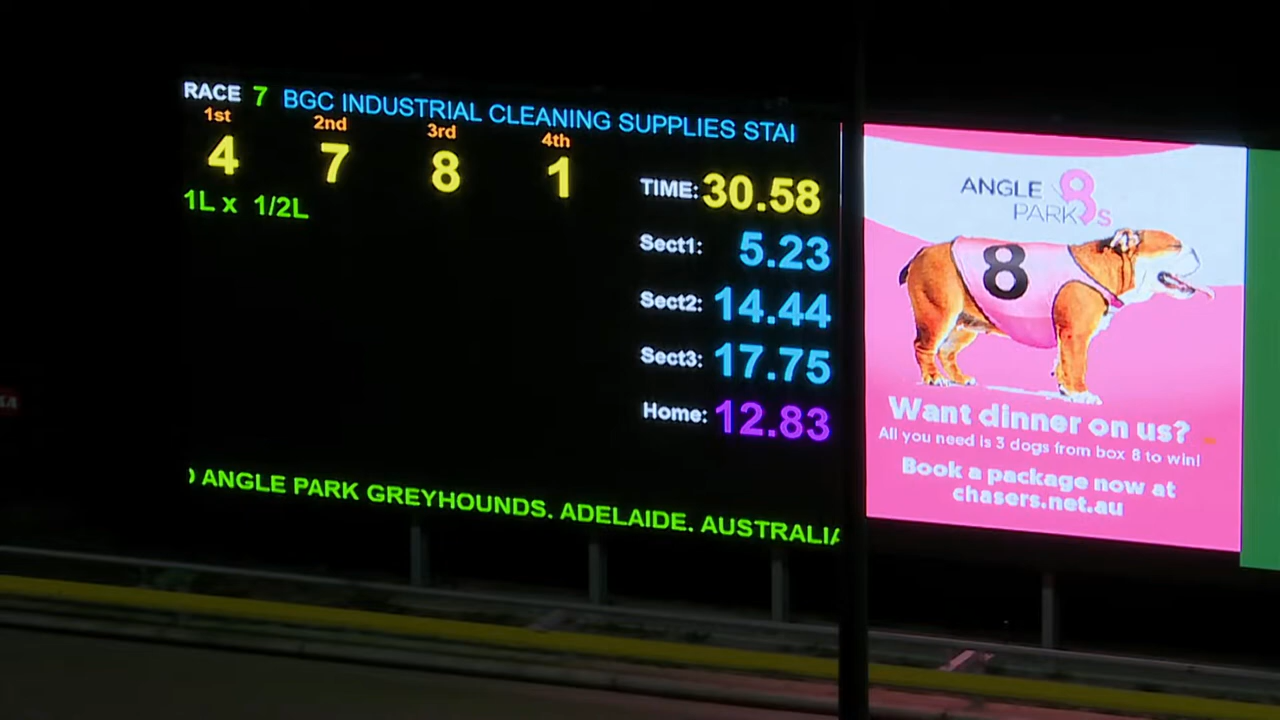 RACE 7 BGC INDUSTRIAL CLEANING SUPPLIES STAI
1st 2nd 3rd 4th
4 7 8 1
1L x 1/2L
TIME: 30.58
Sect1: 5.23
Sect2: 14.44
Sect3: 17.75
Home: 12.83
) ANGLE PARK GREYHOUNDS. ADELAIDE. AUSTRALIA
ANGLE 8s
PARK
8
Want dinner on us?
All you need is 3 dogs from box 8 to win!
Book a package now at
chasers.net.au